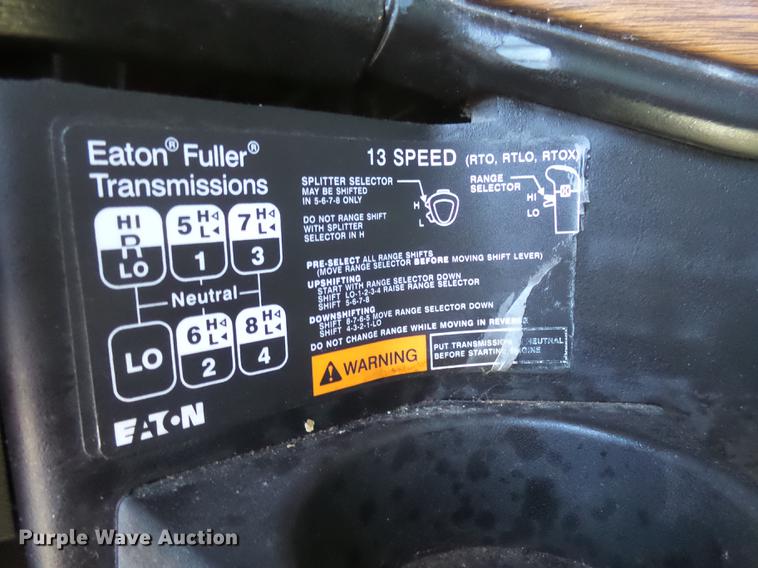 Eaton® Fuller®
Transmissions
13 SPEED (RTO, RTLO, RTOX)
SPLITTER SELECTOR
MAY BE SHIFTED
IN 5-6-7-8 ONLY
DO NOT RANGE SHIFT
WITH SPLITTER
SELECTOR IN H
H
L
RANGE
SELECTOR
HI
LO
HI
R
LO
5 H
L
1
7 H
L
3
Neutral
LO
6 H
L
2
8 H
L
4
PRE-SELECT ALL RANGE SHIFTS
(MOVE RANGE SELECTOR BEFORE MOVING SHIFT LEVER)
UPSHIFTING
START WITH RANGE SELECTOR DOWN
SHIFT LO-1-2-3-4 RAISE RANGE SELECTOR
SHIFT 5-6-7-8
DOWNSHIFTING
SHIFT 8-7-6-5 MOVE RANGE SELECTOR DOWN
SHIFT 4-3-2-1-LO
DO NOT CHANGE RANGE WHILE MOVING IN REVERSE
WARNING
PUT TRANSMISSION NEUTRAL
BEFORE STARTING ENGINE
EATON
Purple Wave Auction